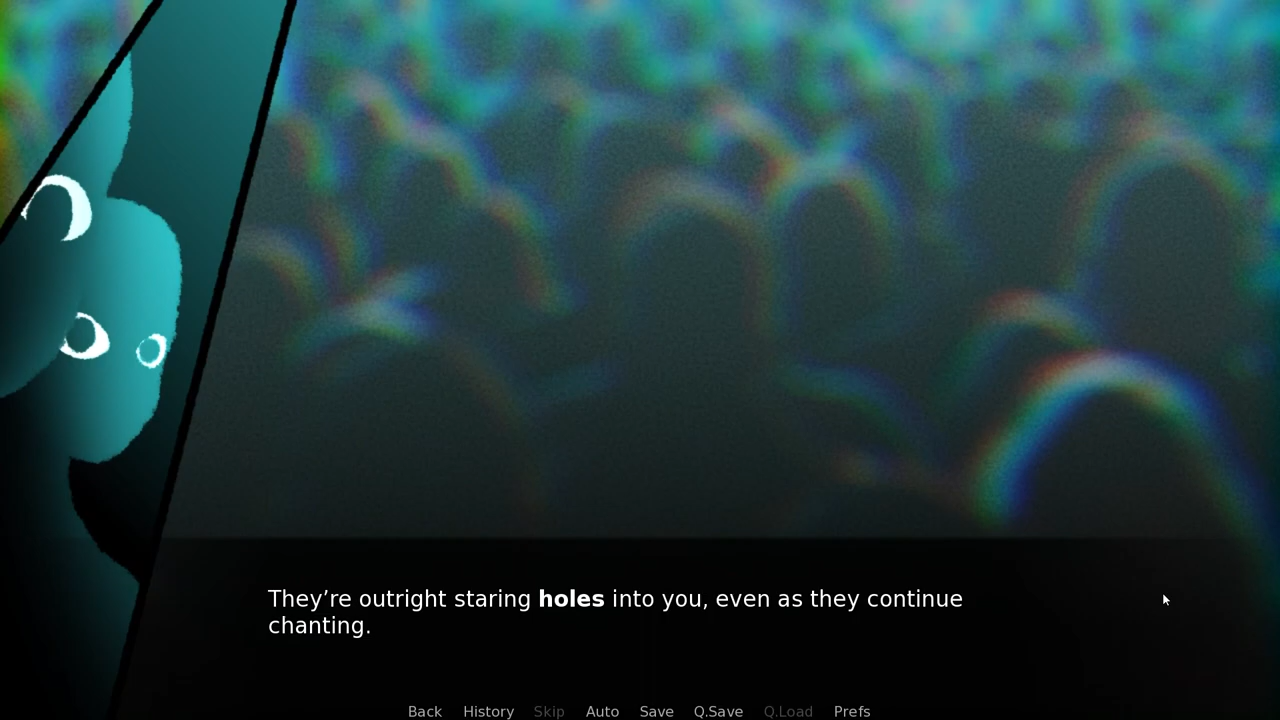 They’re outright staring holes into you, even as they continue
chanting.
Back History Skip Auto Save Q.Save Q.Load Prefs